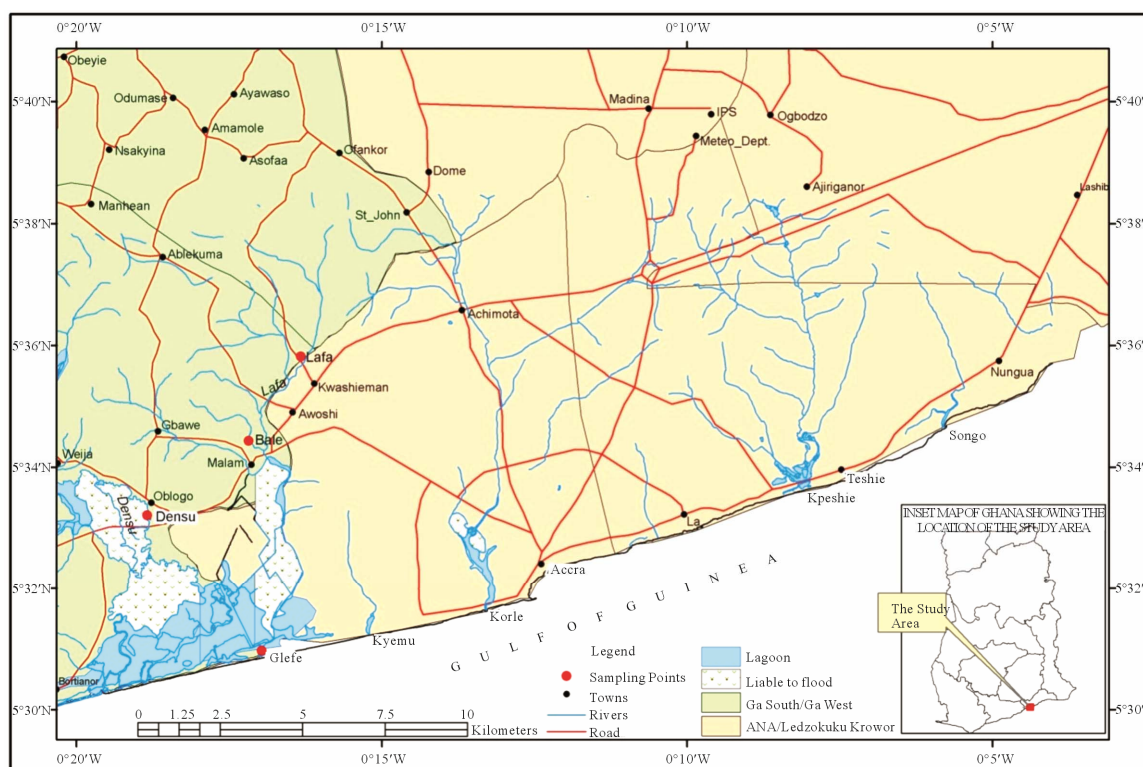 0°20'W 0°15'W 0°10'W 0°5'W
Obeyie
5°40'N
Odumase
Ayawaso
Madina
IPS
Ogbodzo
5°40'
Amamole
Nsakyina
Asofaa
Ofankor
Meteo_Dept.
Dome
Ajiriganor
Lashib
Manhean
St_John
5°38'N
5°38'
Ablekuma
Achimota
5°36'N
Lafa
5°36'
Lafa
Kwashieman
Nungua
Awoshi
Gbawe
Bale
Songo
Weija
Malam
5°34'N
5°34'
Teshie
Kpeshie
Oblogo
Densu
Densu
La
INSET MAP OF GHANA SHOWING THE
LOCATION OF THE STUDY AREA
5°32'N
Accra
5°32'
Korle
The Study
Area
Kyemu
GULF OF GUINEA
Glefe
Legend
Sampling Points
Towns
Rivers
Road
Lagoon
Liable to flood
Ga South/Ga West
ANA/Ledzokuku Krowor
Bortianor
5°30'N
5°30'
0 1.25 2.5 5 7.5 10
Kilometers
0°20'W 0°15'W 0°10'W 0°5'W